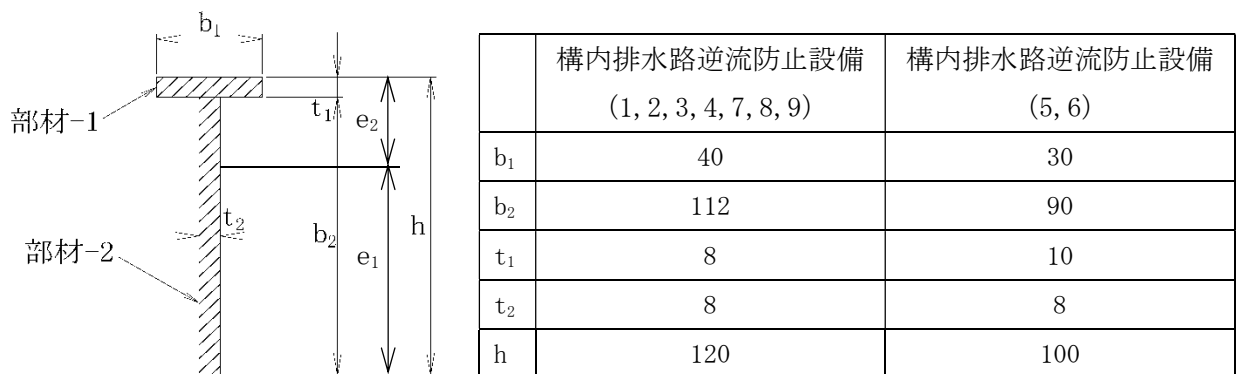 b₁
部材-1
t₁
e₂
t₂
b₂
h
e₁
部材-2
構内排水路逆流防止設備 (1, 2, 3, 4, 7, 8, 9) 構内排水路逆流防止設備 (5, 6)
b₁ 40 30
b₂ 112 90
t₁ 8 10
t₂ 8 8
h 120 100